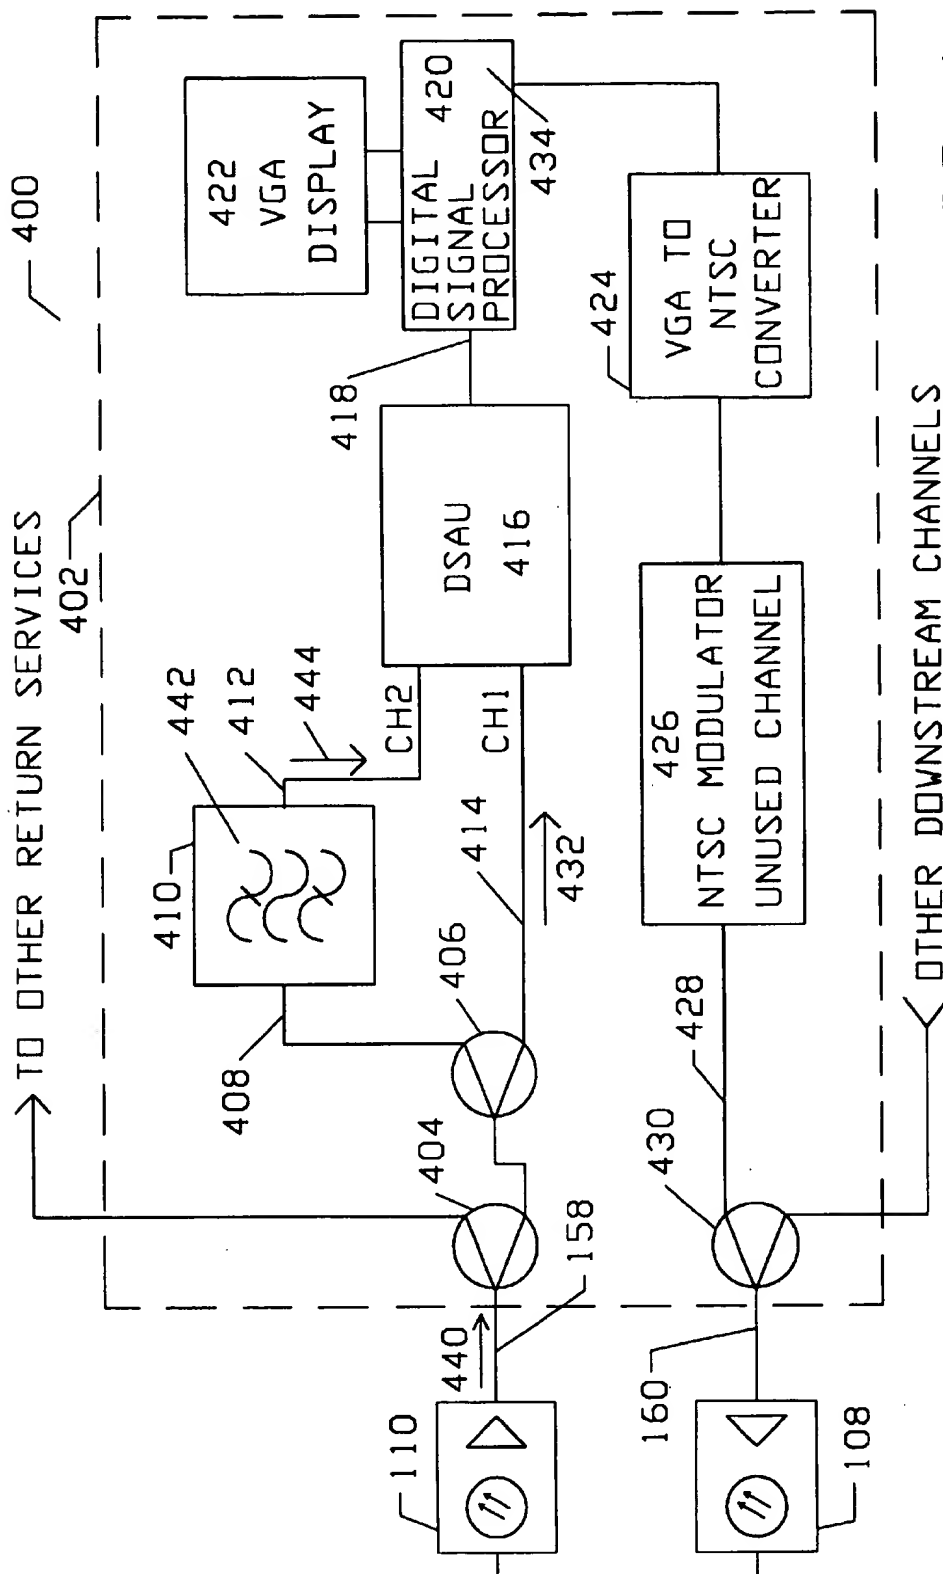 400
TO OTHER RETURN SERVICES
402
422
VGA
DISPLAY
DIGITAL 420
SIGNAL
PROCESSOR
434
418
DSAU
416
442
412
444
CH2
CH1
410
414
432
408
406
404
440
158
110
424
VGA TO
NTSC
CONVERTER
426
NTSC MODULATOR
UNUSED CHANNEL
428
430
160
108
OTHER DOWNSTREAM CHANNELS